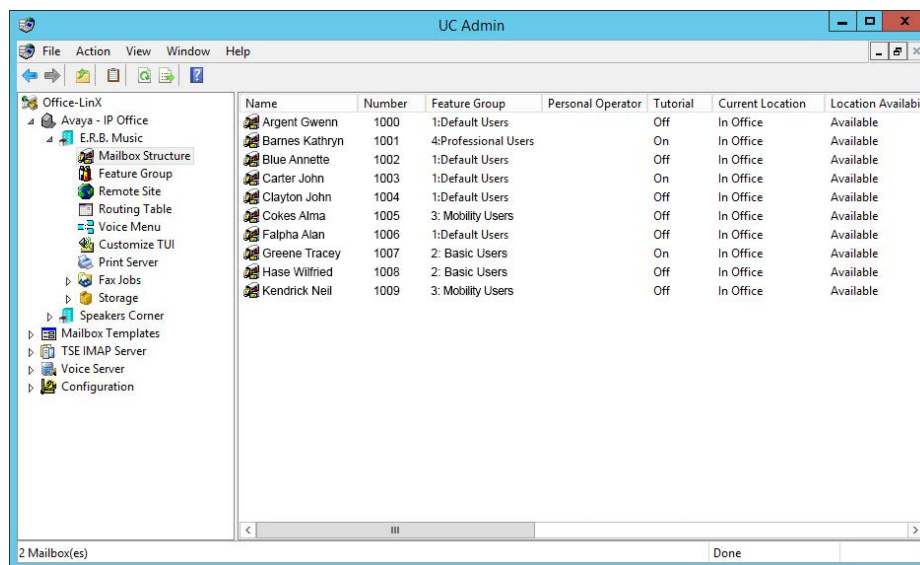 UC Admin
File Action View Window Help
Office-LinX
Avaya - IP Office
E.R.B. Music
Mailbox Structure
Feature Group
Remote Site
Routing Table
Voice Menu
Customize TUI
Print Server
Fax Jobs
Storage
Speakers Corner
Mailbox Templates
TSE IMAP Server
Voice Server
Configuration
Name Number Feature Group Personal Operator Tutorial Current Location Location Availabi
Argent Gwenn 1000 1:Default Users Off In Office Available
Barnes Kathryn 1001 4:Professional Users On In Office Available
Blue Annette 1002 1:Default Users Off In Office Available
Carter John 1003 1:Default Users On In Office Available
Clayton John 1004 1:Default Users Off In Office Available
Cokes Alma 1005 3: Mobility Users Off In Office Available
Falpha Alan 1006 1:Default Users Off In Office Available
Greene Tracey 1007 2: Basic Users On In Office Available
Hase Wilfried 1008 2: Basic Users Off In Office Available
Kendrick Neil 1009 3: Mobility Users Off In Office Available
2 Mailbox(es) Done